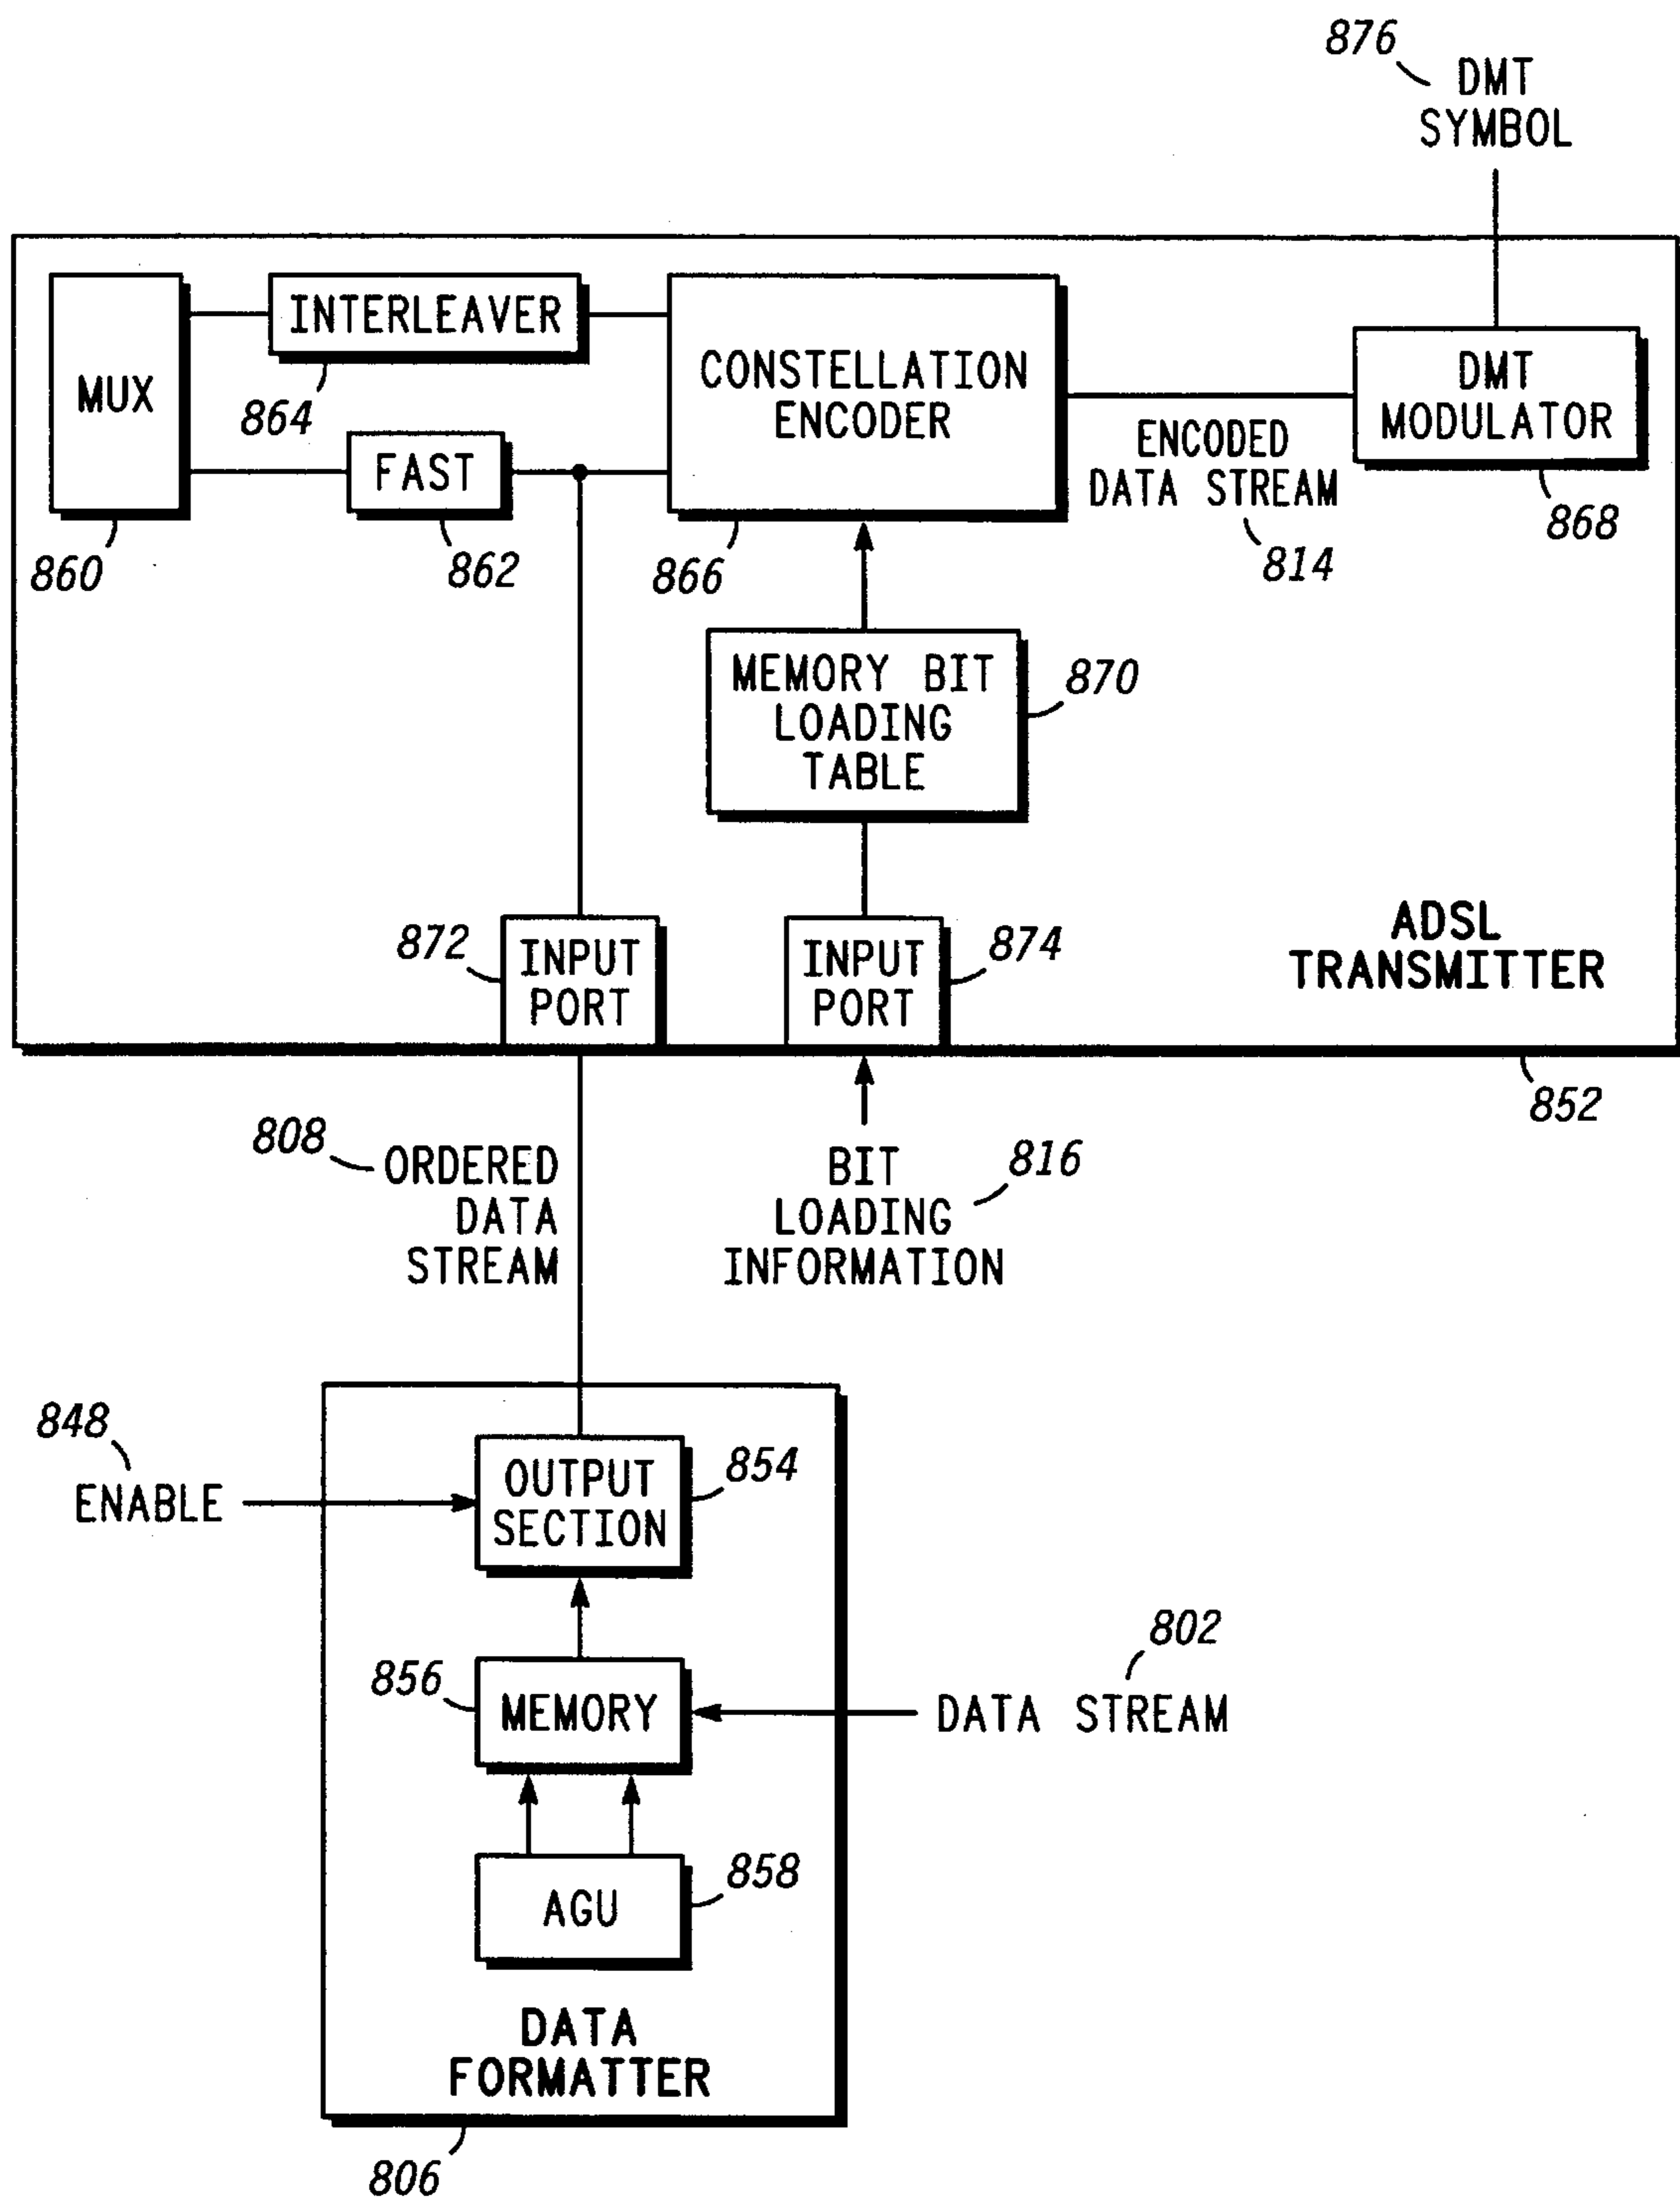 876
DMT
SYMBOL
MUX
INTERLEAVER
CONSTELLATION
ENCODER
DMT
MODULATOR
864
FAST
ENCODED
DATA STREAM
860
862
866
814
868
MEMORY BIT
LOADING
TABLE
870
872
INPUT
PORT
INPUT
PORT
874
ADSL
TRANSMITTER
852
808
ORDERED
DATA
STREAM
BIT
LOADING
INFORMATION
816
848
ENABLE
OUTPUT
SECTION
854
856
MEMORY
802
DATA STREAM
AGU
858
DATA
FORMATTER
806